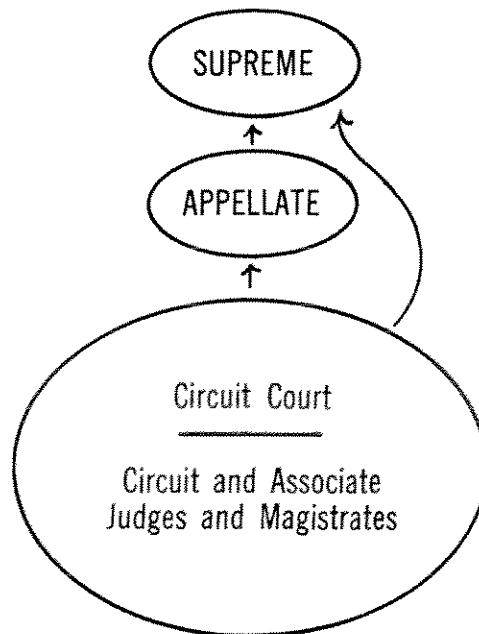 SUPREME
APPELLATE
Circuit Court
Circuit and Associate
Judges and Magistrates